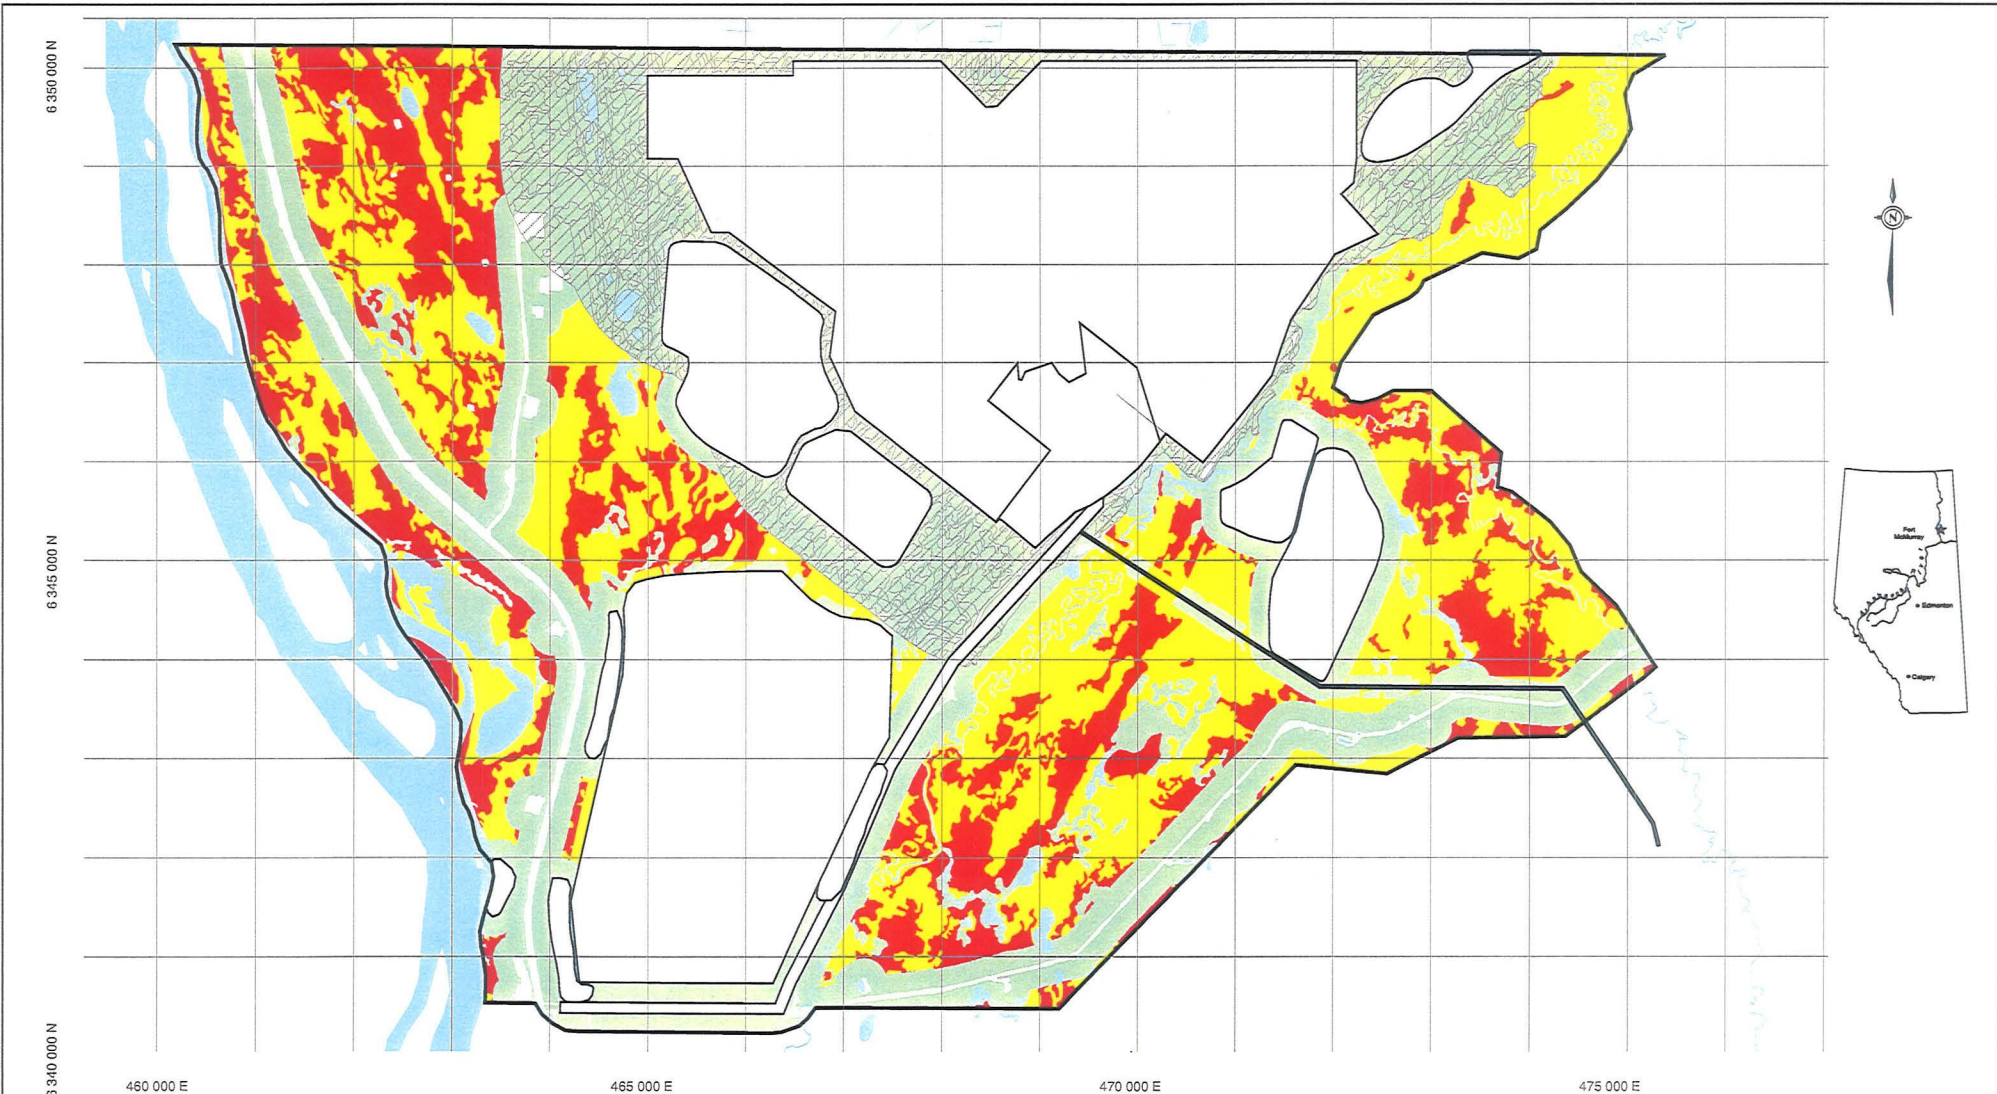 6 350 000 N
6 345 000 N
6 340 000 N
460 000 E
465 000 E
470 000 E
475 000 E
N
Fort
McMurray
Edmonton
Calgary